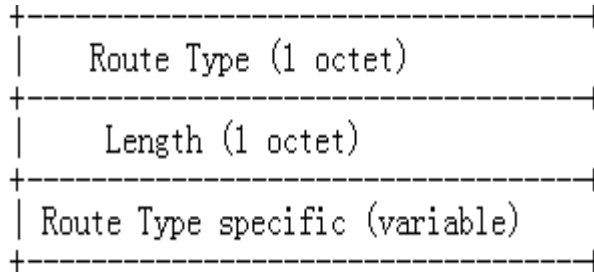 Route Type (1 octet)
Length (1 octet)
Route Type specific (variable)